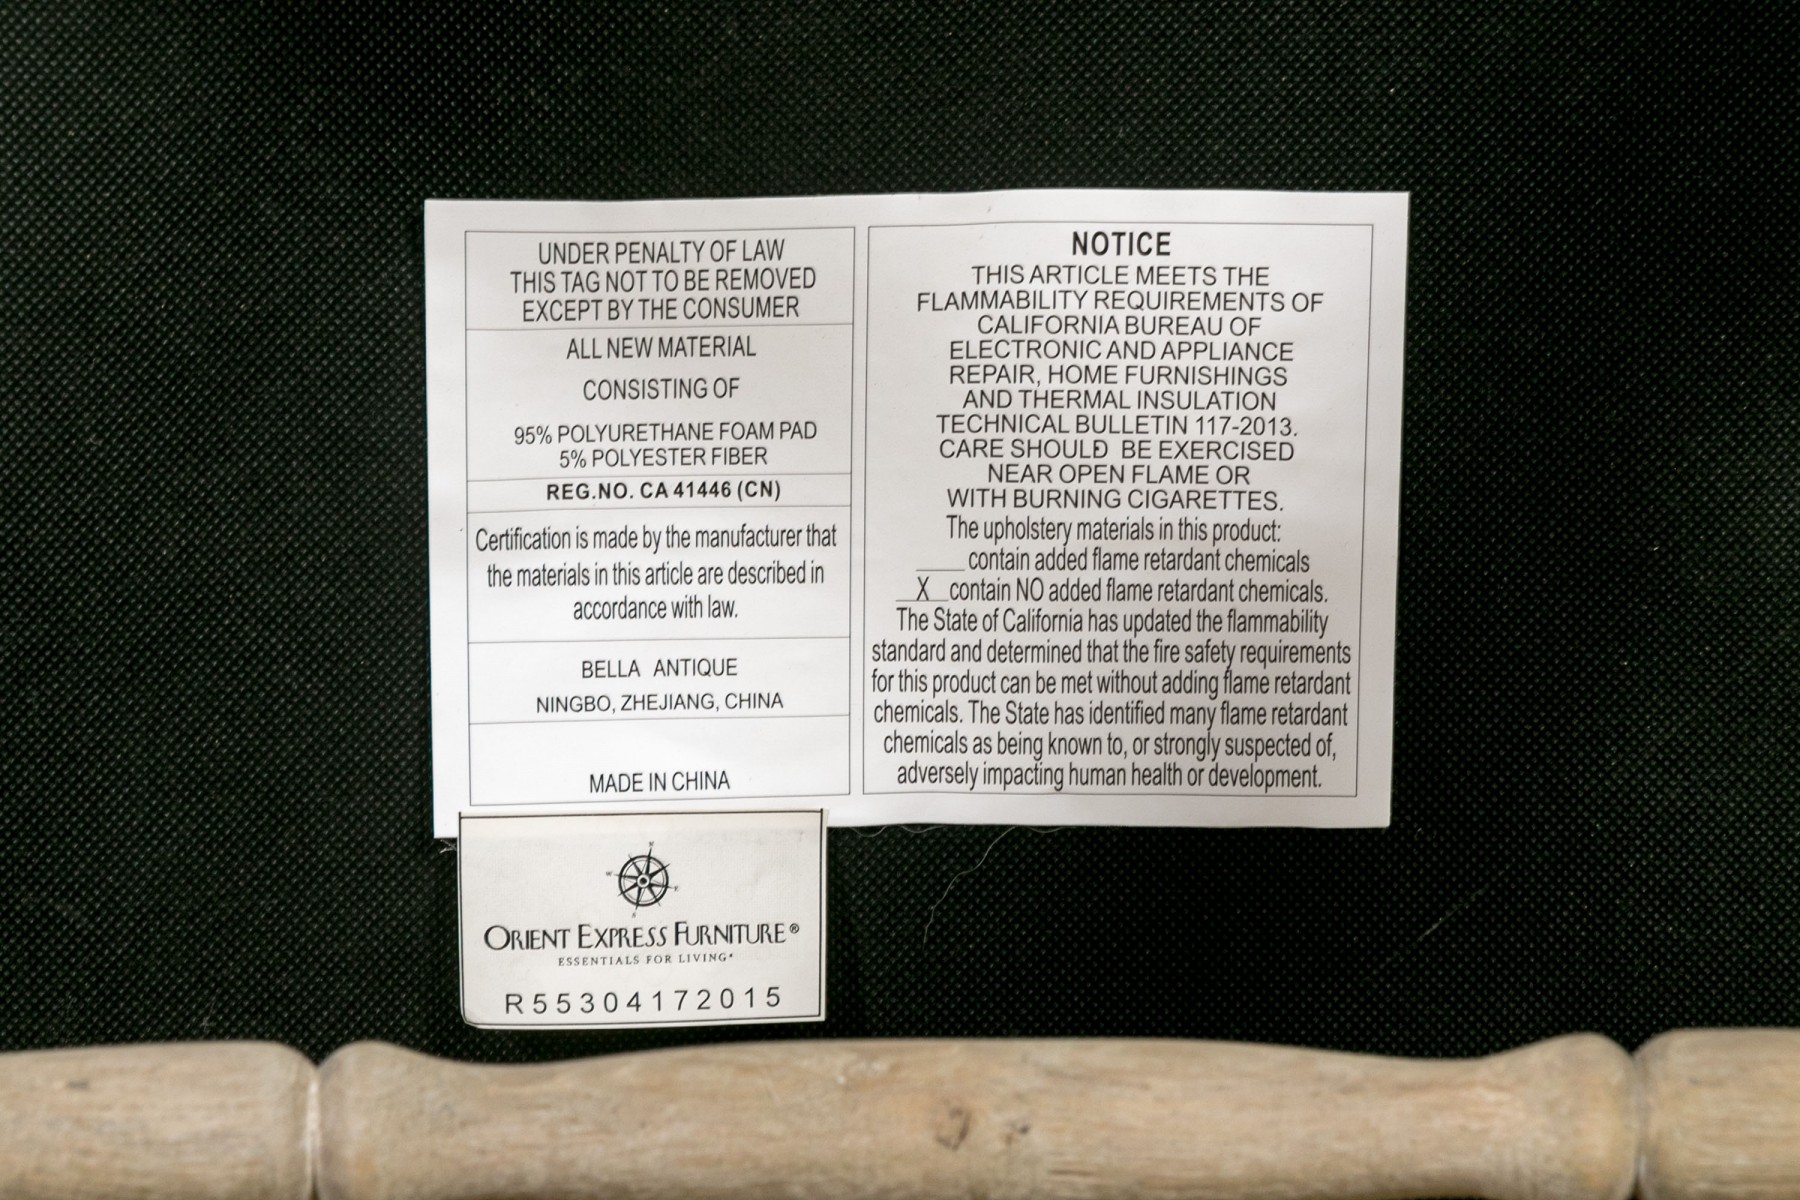 UNDER PENALTY OF LAW
THIS TAG NOT TO BE REMOVED
EXCEPT BY THE CONSUMER
ALL NEW MATERIAL
CONSISTING OF
95% POLYURETHANE FOAM PAD
5% POLYESTER FIBER
REG.NO. CA 41446 (CN)
Certification is made by the manufacturer that
the materials in this article are described in
accordance with law.
BELLA ANTIQUE
NINGBO, ZHEJIANG, CHINA
MADE IN CHINA
NOTICE
THIS ARTICLE MEETS THE
FLAMMABILITY REQUIREMENTS OF
CALIFORNIA BUREAU OF
ELECTRONIC AND APPLIANCE
REPAIR, HOME FURNISHINGS
AND THERMAL INSULATION
TECHNICAL BULLETIN 117-2013.
CARE SHOULD BE EXERCISED
NEAR OPEN FLAME OR
WITH BURNING CIGARETTES.
The upholstery materials in this product:
_____ contain added flame retardant chemicals
__X__ contain NO added flame retardant chemicals.
The State of California has updated the flammability
standard and determined that the fire safety requirements
for this product can be met without adding flame retardant
chemicals. The State has identified many flame retardant
chemicals as being known to, or strongly suspected of,
adversely impacting human health or development.
N
W
E
S
ORIENT EXPRESS FURNITURE®
ESSENTIALS FOR LIVING
R55304172015